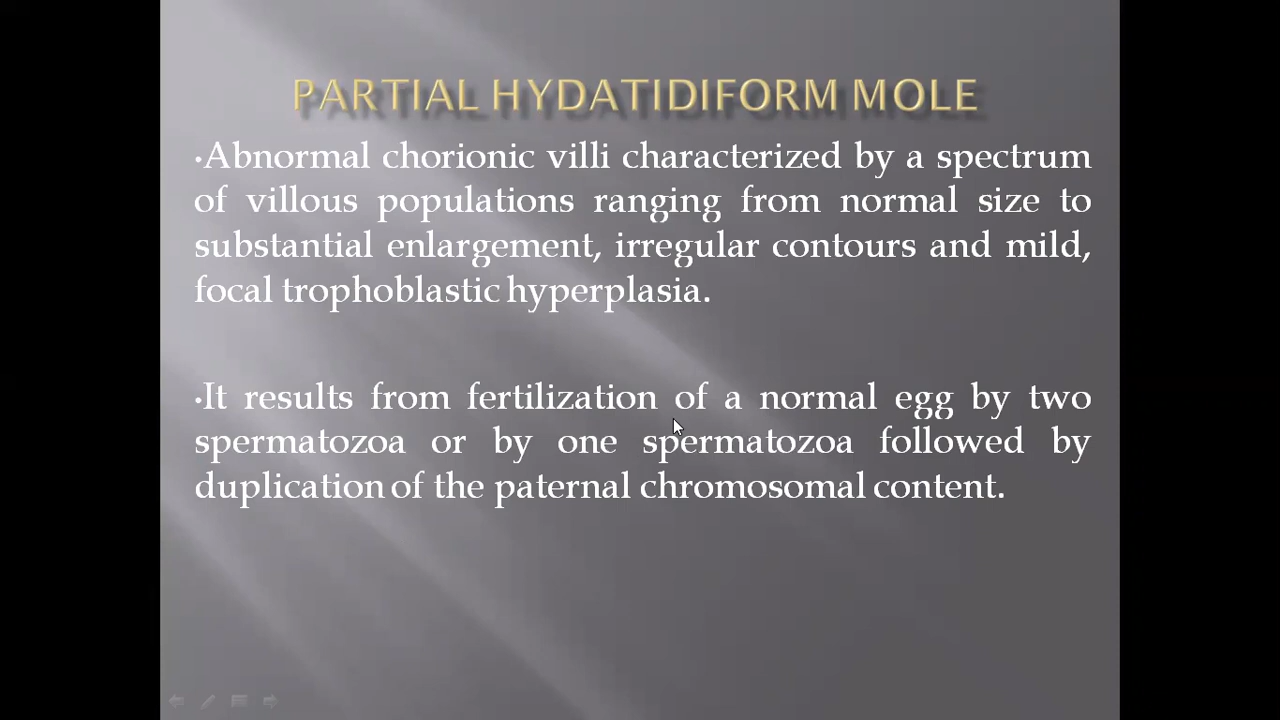 PARTIAL HYDATIDIFORM MOLE
•Abnormal chorionic villi characterized by a spectrum
of villous populations ranging from normal size to
substantial enlargement, irregular contours and mild,
focal trophoblastic hyperplasia.
•It results from fertilization of a normal egg by two
spermatozoa or by one spermatozoa followed by
duplication of the paternal chromosomal content.